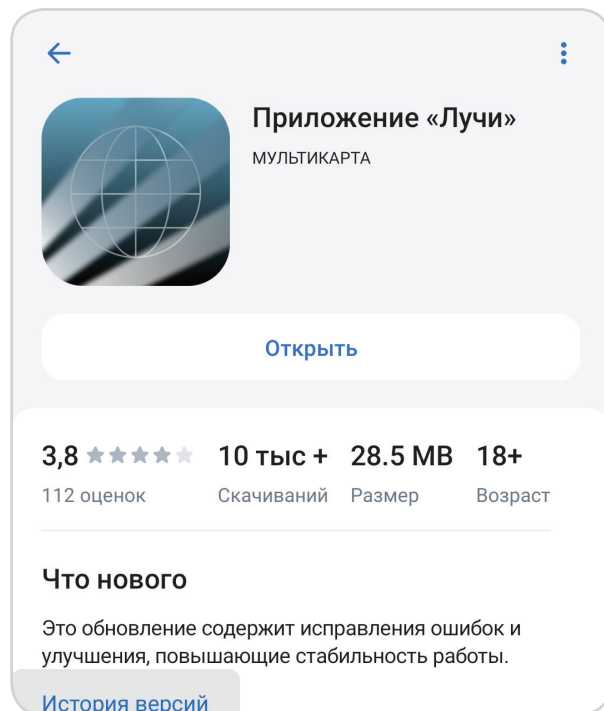 Приложение «Лучи»
МУЛЬТИКАРТА
Открыть
3,8 10 тыс + 28.5 MB 18+
112 оценок Скачиваний Размер Возраст
Что нового
Это обновление содержит исправления ошибок и
улучшения, повышающие стабильность работы.
История версий